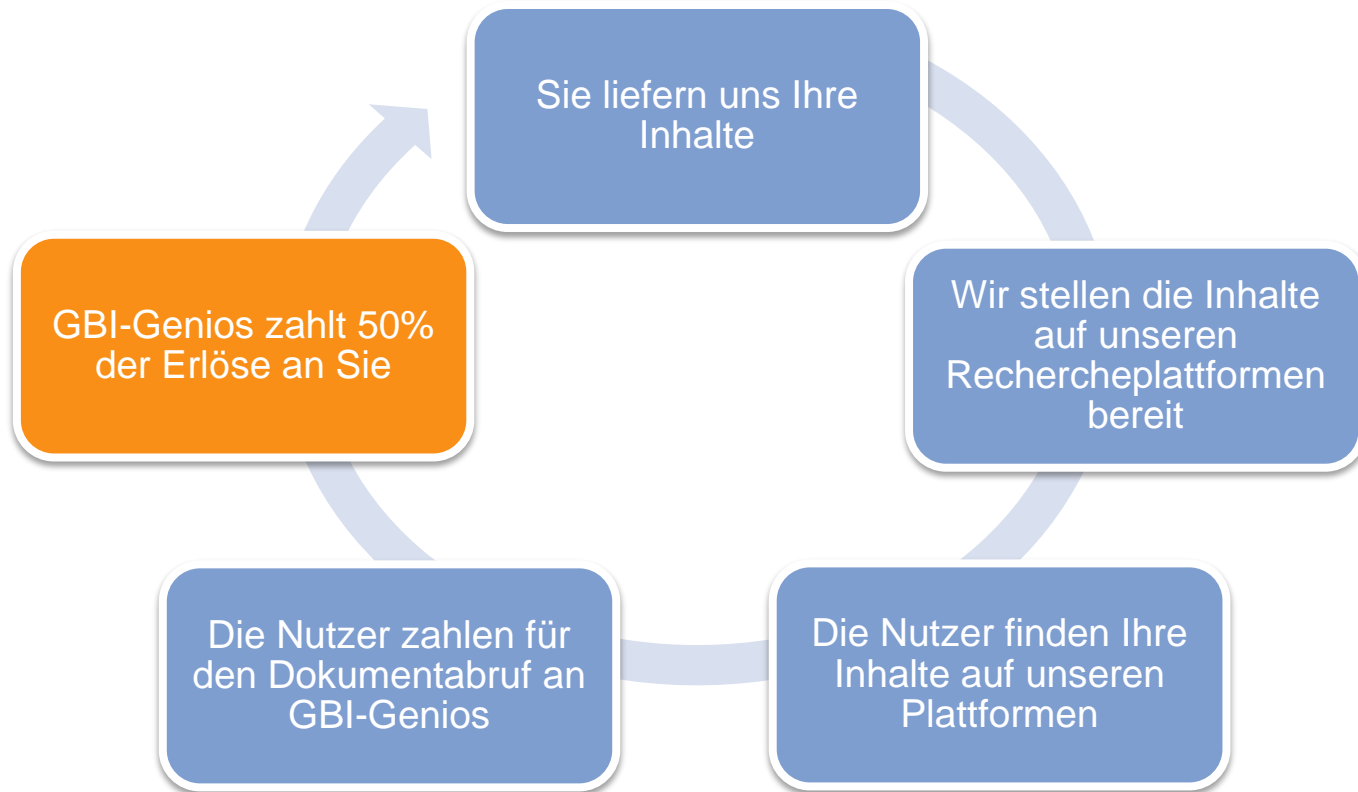 Sie liefern uns Ihre
Inhalte
Wir stellen die Inhalte
auf unseren
Rechercheplattformen
bereit
Die Nutzer finden Ihre
Inhalte auf unseren
Plattformen
Die Nutzer zahlen für
den Dokumentabruf an
GBI-Genios
GBI-Genios zahlt 50%
der Erlöse an Sie